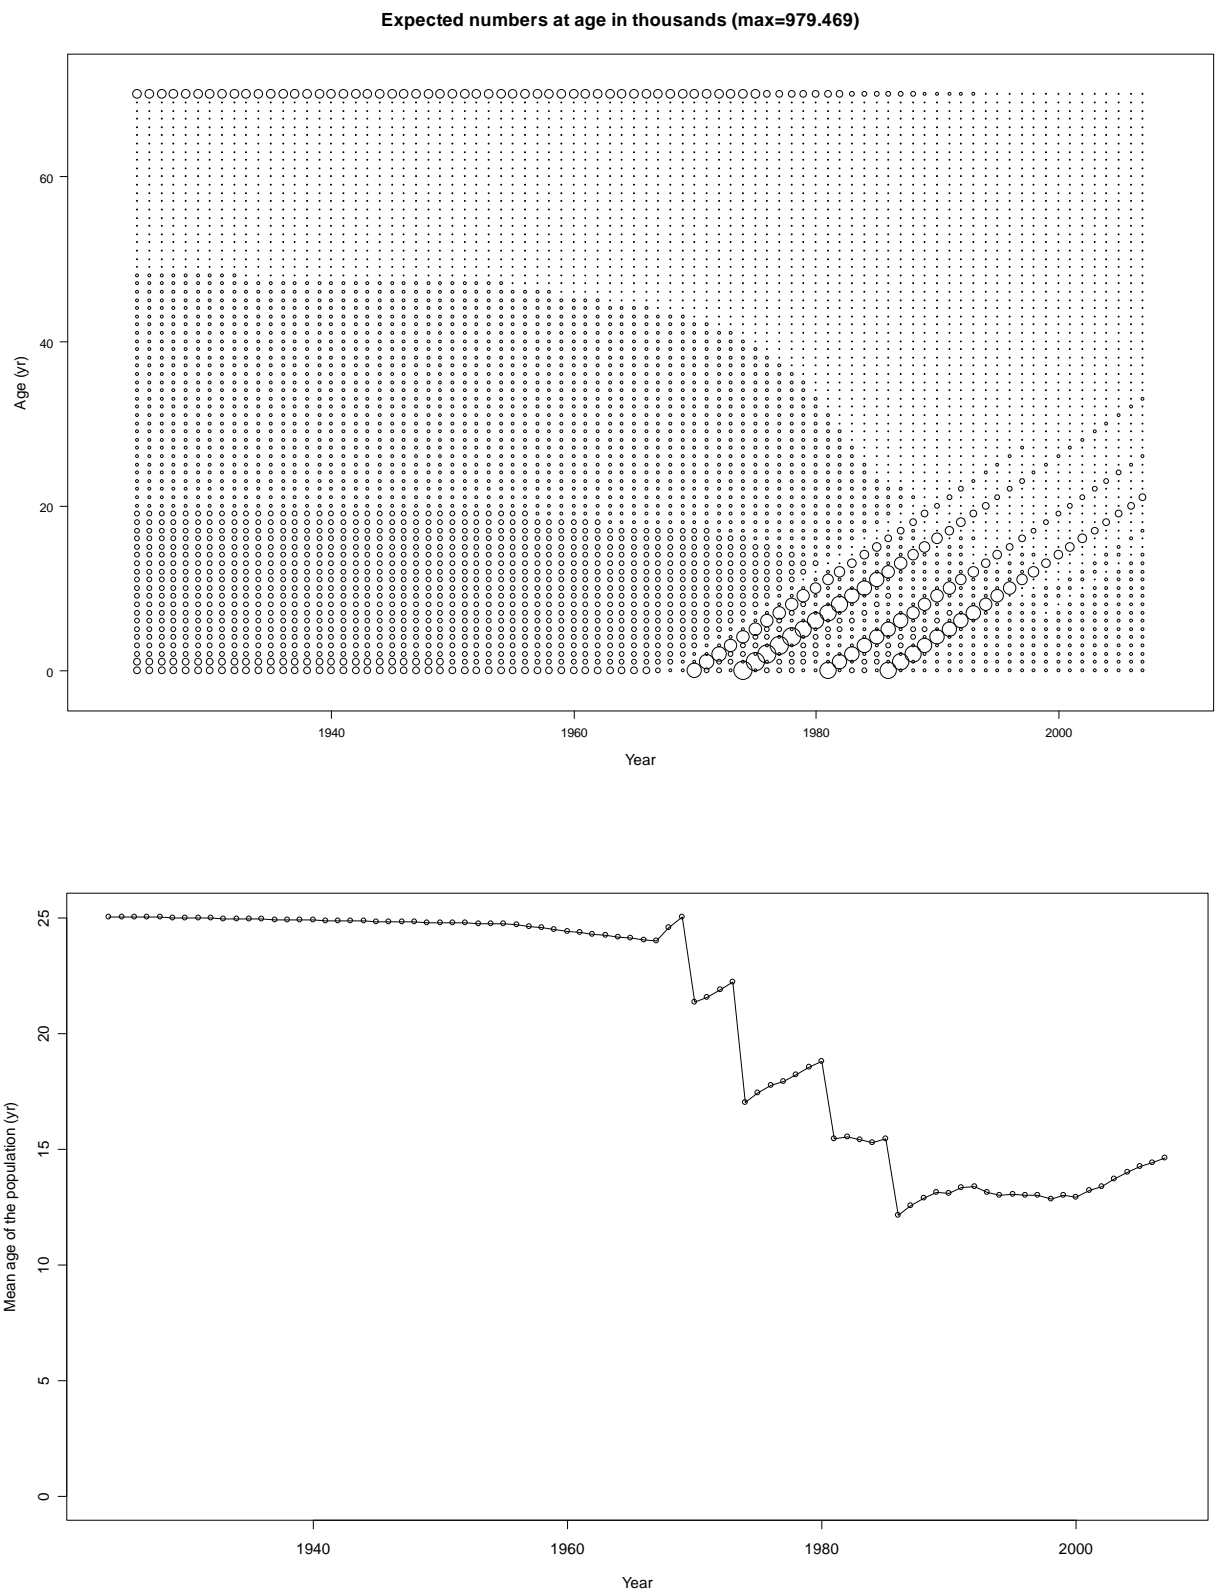 Expected numbers at age in thousands (max=979.469)
60
40
20
0
Age (yr)
1940 1960 1980 2000
Year
25
20
15
10
5
0
Mean age of the population (yr)
1940 1960 1980 2000
Year